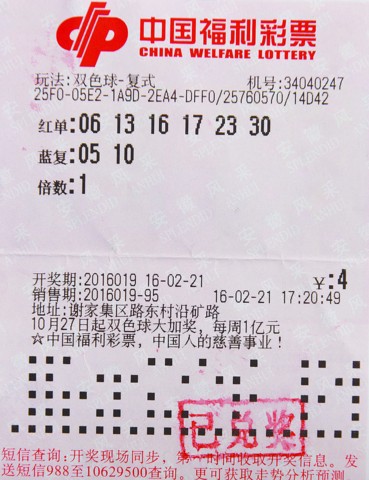 中国福利彩票
CHINA WELFARE LOTTERY
玩法:双色球-复式 机号:34040247
25F0-05E2-1A9D-2EA4-DFF0/25760570/14D42
红单:06 13 16 17 23 30
蓝复:05 10
倍数:1
开奖期:2016019 16-02-21 ¥:4
销售期:2016019-95 16-02-21 17:20:49
地址:谢家集区路东村沿矿路
10月27日起双色球大加奖，每周1亿元
☆中国福利彩票，中国人的慈善事业！
已兑奖
短信查询:开奖现场同步，第一时间收取开奖信息。发
送短信988至10629500查询。更可获取走势分析预测